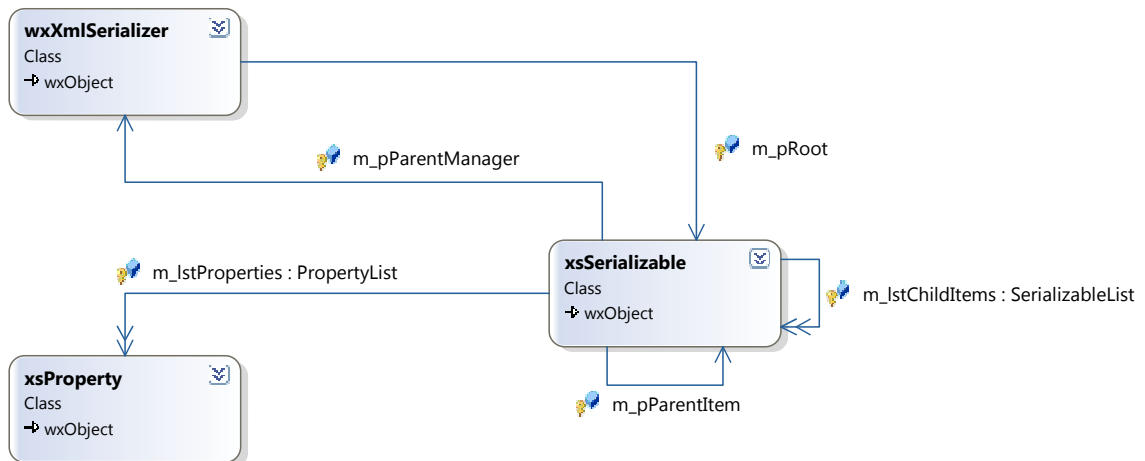 wxXmlSerializer
Class
wxObject
m_pParentManager
m_pRoot
m_lstProperties : PropertyList
xsSerializable
Class
wxObject
m_lstChildItems : SerializableList
xsProperty
Class
wxObject
m_pParentItem